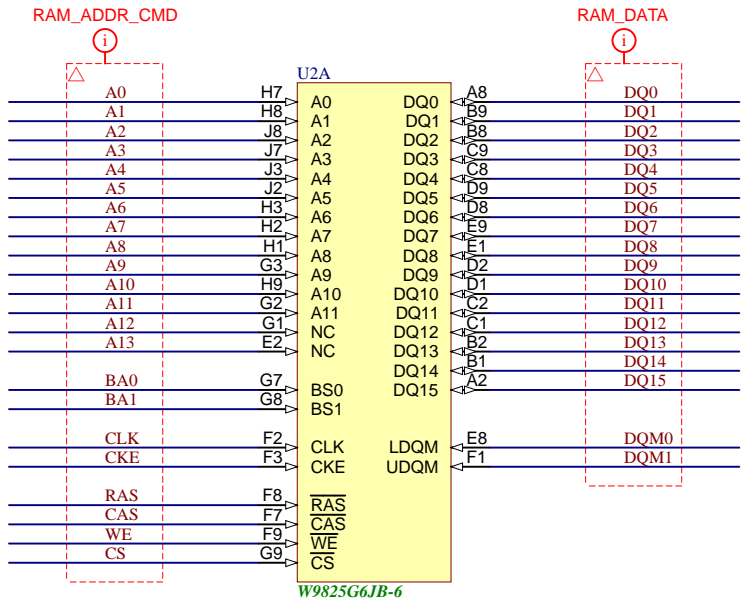 RAM_ADDR_CMD RAM_DATA
i i
U2A
A0 H7 A0 DQ0 A8 DQ0
A1 H8 A1 DQ1 B9 DQ1
A2 J8 A2 DQ2 B8 DQ2
A3 J7 A3 DQ3 C9 DQ3
A4 J3 A4 DQ4 C8 DQ4
A5 J2 A5 DQ5 D9 DQ5
A6 H3 A6 DQ6 D8 DQ6
A7 H2 A7 DQ7 E9 DQ7
A8 H1 A8 DQ8 E1 DQ8
A9 G3 A9 DQ9 D2 DQ9
A10 H9 A10 DQ10 D1 DQ10
A11 G2 A11 DQ11 C2 DQ11
A12 G1 NC DQ12 C1 DQ12
A13 E2 NC DQ13 B2 DQ13
DQ14 B1 DQ14
BA0 G7 BS0 DQ15 A2 DQ15
BA1 G8 BS1
CLK F2 CLK LDQM E8 DQM0
CKE F3 CKE UDQM F1 DQM1
RAS F8 RAS
CAS F7 CAS
WE F9 WE
CS G9 CS
W9825G6JB-6